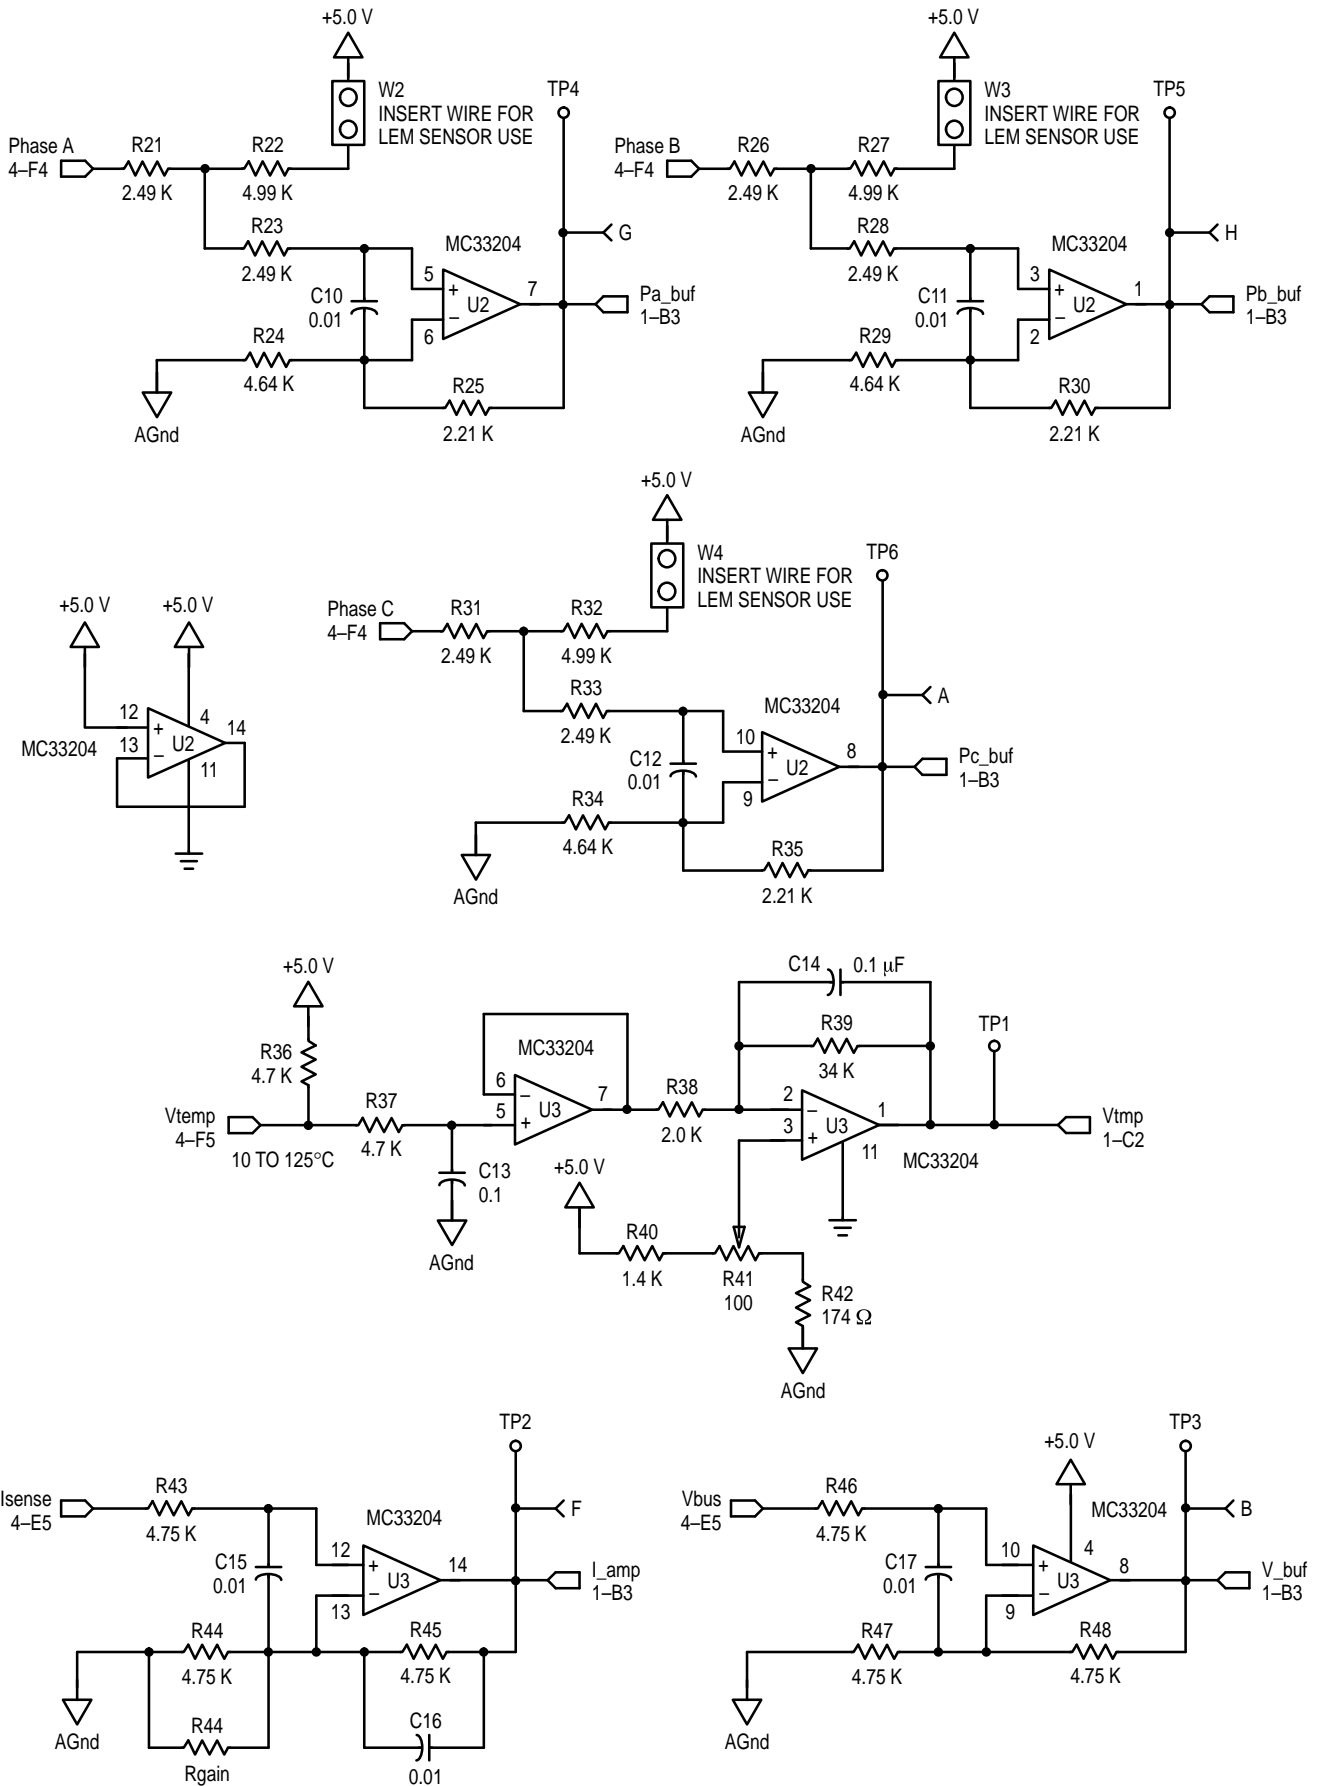 +5.0 V
W2
INSERT WIRE FOR
LEM SENSOR USE
TP4
Phase A
4–F4
R21
2.49 K
R22
4.99 K
R23
2.49 K
MC33204
G
C10
0.01
5
+
–
6
U2
7
Pa_buf
1–B3
R24
4.64 K
R25
2.21 K
AGnd
+5.0 V
W3
INSERT WIRE FOR
LEM SENSOR USE
TP5
Phase B
4–F4
R26
2.49 K
R27
4.99 K
R28
2.49 K
MC33204
H
C11
0.01
3
+
–
2
U2
1
Pb_buf
1–B3
R29
4.64 K
R30
2.21 K
AGnd
+5.0 V
+5.0 V
12
+
13
–
U2
4
14
11
MC33204
+5.0 V
W4
INSERT WIRE FOR
LEM SENSOR USE
TP6
Phase C
4–F4
R31
2.49 K
R32
4.99 K
R33
2.49 K
MC33204
A
C12
0.01
10
+
–
9
U2
8
Pc_buf
1–B3
R34
4.64 K
R35
2.21 K
AGnd
+5.0 V
R36
4.7 K
Vtemp
4–F5
10 TO 125°C
R37
4.7 K
C13
0.1
AGnd
MC33204
6
–
5
+
U3
7
R38
2.0 K
C14
0.1 µF
R39
34 K
TP1
2
–
3
+
U3
1
11
MC33204
Vtmp
1–C2
+5.0 V
R40
1.4 K
R41
100
R42
174 Ω
AGnd
TP2
Isense
4–E5
R43
4.75 K
MC33204
F
C15
0.01
12
+
–
13
U3
14
I_amp
1–B3
R44
4.75 K
R45
4.75 K
AGnd
R44
Rgain
C16
0.01
TP3
+5.0 V
Vbus
4–E5
R46
4.75 K
MC33204
B
C17
0.01
10
+
–
9
U3
4
8
V_buf
1–B3
R47
4.75 K
R48
4.75 K
AGnd